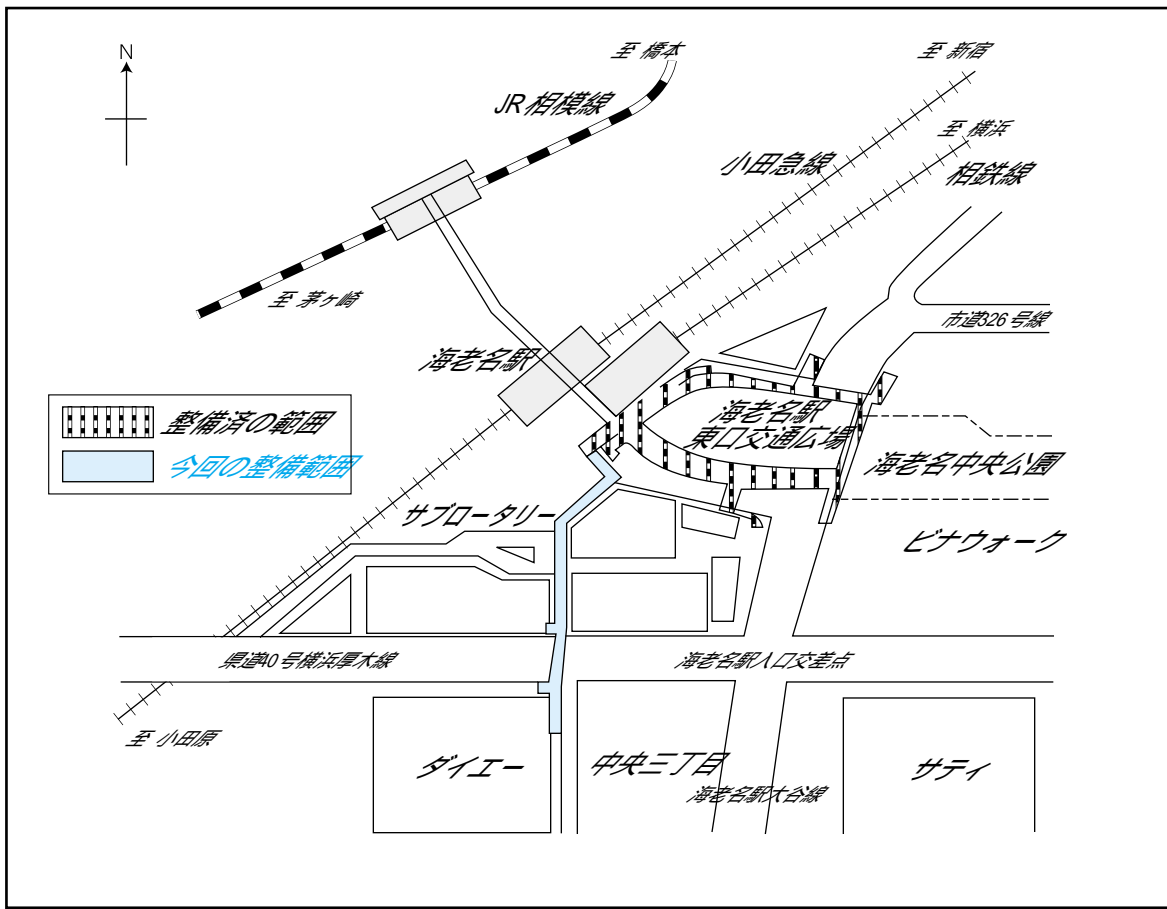 N
至 橋本
至 新宿
JR 相模線
至 横浜
小田急線
相鉄線
至 茅ヶ崎
市道326 号線
海老名駅
海老名駅
東口交通広場
整備済の範囲
今回の整備範囲
海老名中央公園
サブロータリー
ビナウォーク
県道40 号横浜厚木線
海老名駅入口交差点
至 小田原
ダイエー
中央三丁目
サティ
海老名駅大谷線